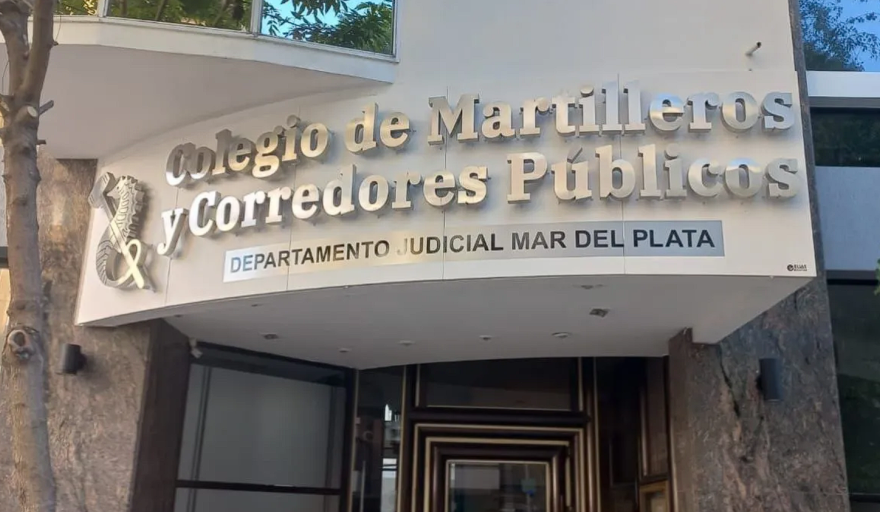 Colegio de Martilleros
y Corredores Públicos
DEPARTAMENTO JUDICIAL MAR DEL PLATA